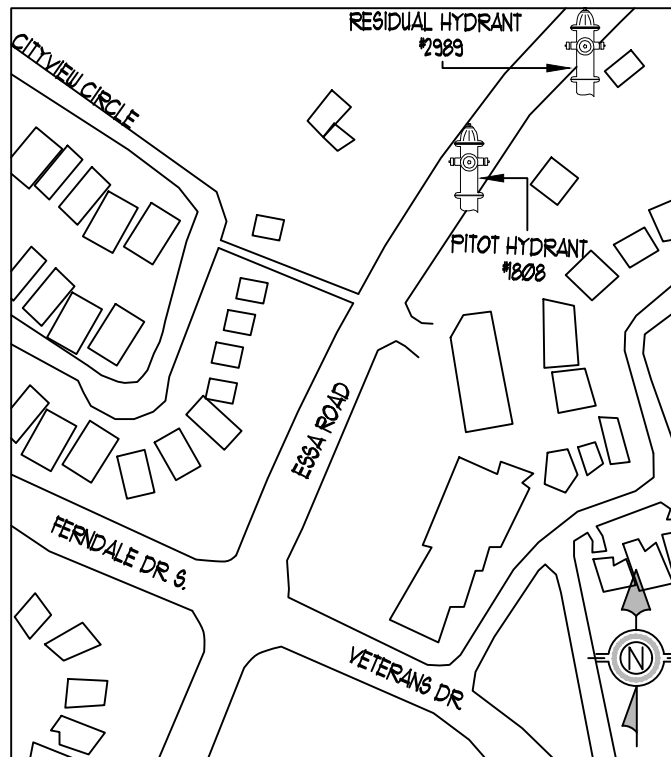 RESIDUAL HYDRANT
#2989
CITYVIEW CIRCLE
PITOT HYDRANT
#1808
ESSA ROAD
FERNDALE DR S.
VETERANS DR
N